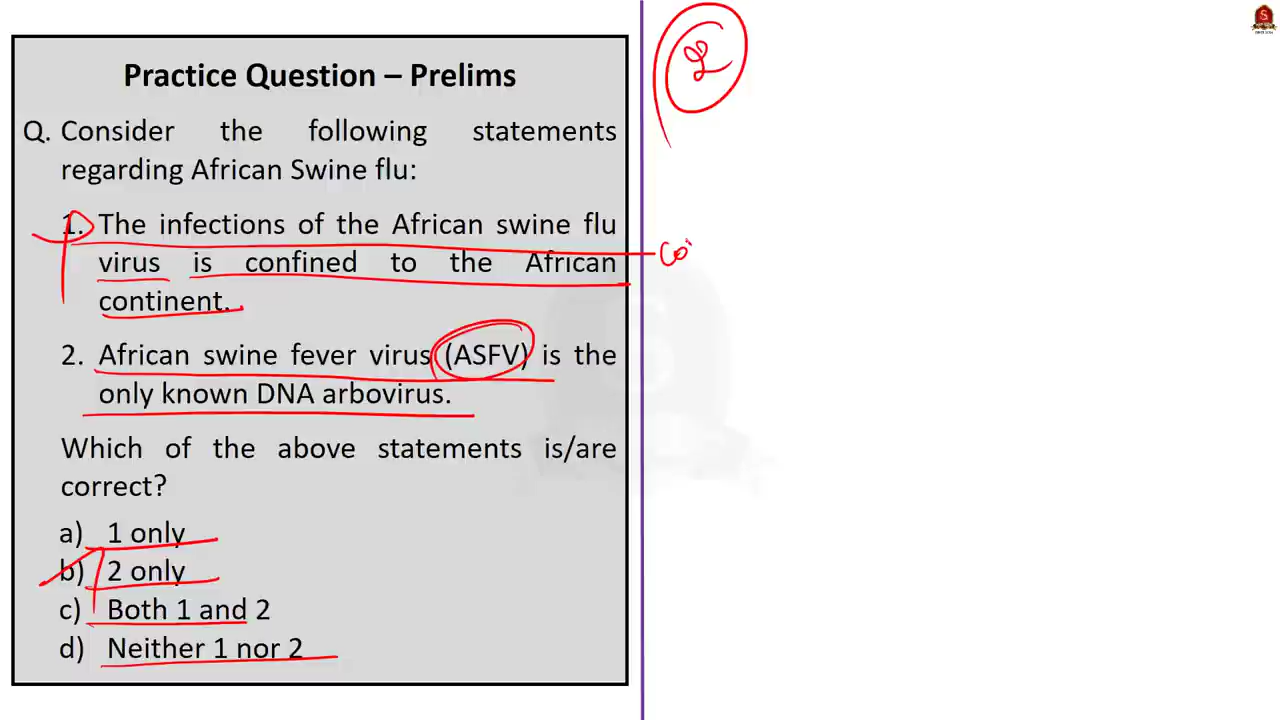 Practice Question – Prelims
Q. Consider the following statements
regarding African Swine flu:
1. The infections of the African swine flu
virus is confined to the African
continent.
2. African swine fever virus (ASFV) is the
only known DNA arbovirus.
Which of the above statements is/are
correct?
a) 1 only
b) 2 only
c) Both 1 and 2
d) Neither 1 nor 2
Co